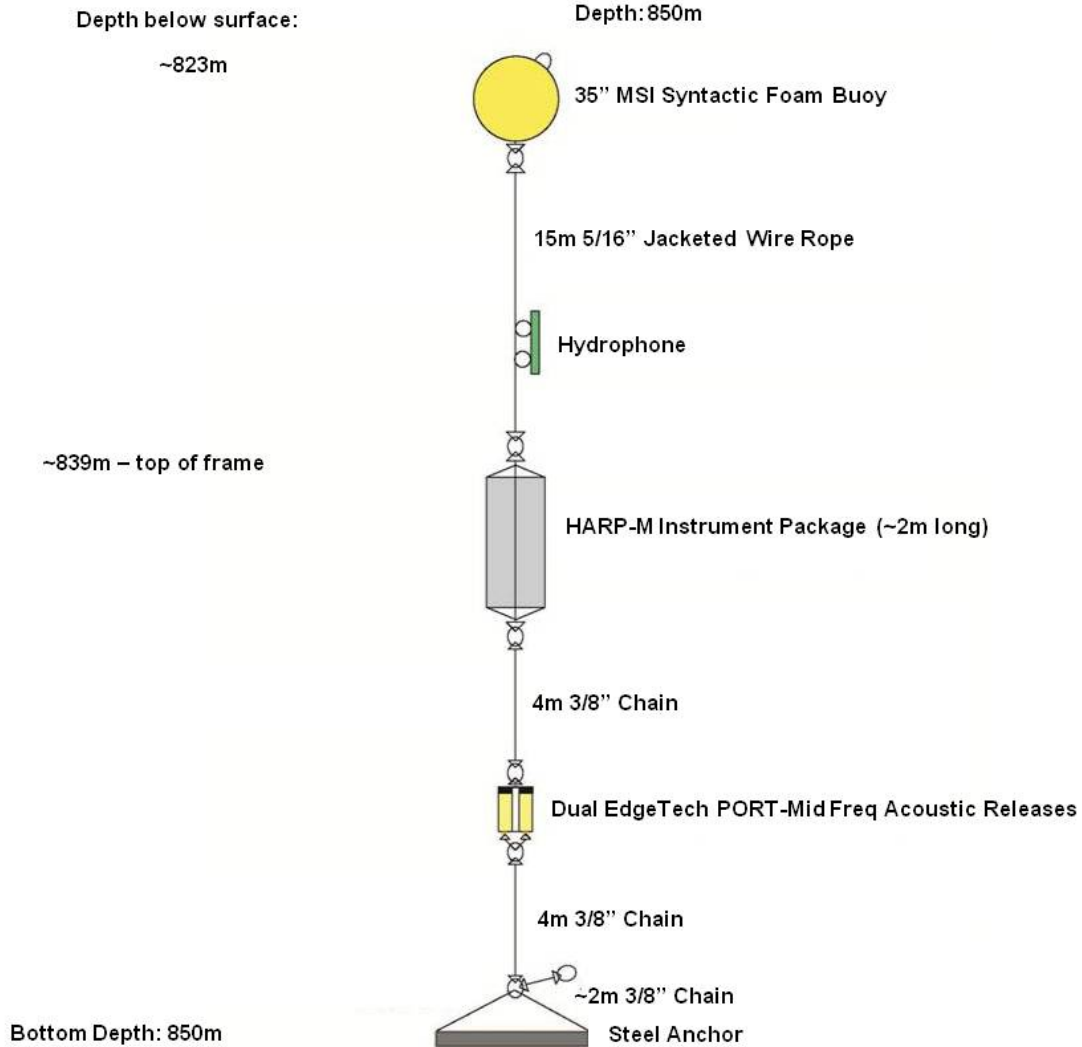 Depth below surface:
Depth: 850m
~823m
35” MSI Syntactic Foam Buoy
15m 5/16” Jacketed Wire Rope
Hydrophone
~839m – top of frame
HARP-M Instrument Package (~2m long)
4m 3/8” Chain
Dual EdgeTech PORT-Mid Freq Acoustic Releases
4m 3/8” Chain
~2m 3/8” Chain
Bottom Depth: 850m
Steel Anchor